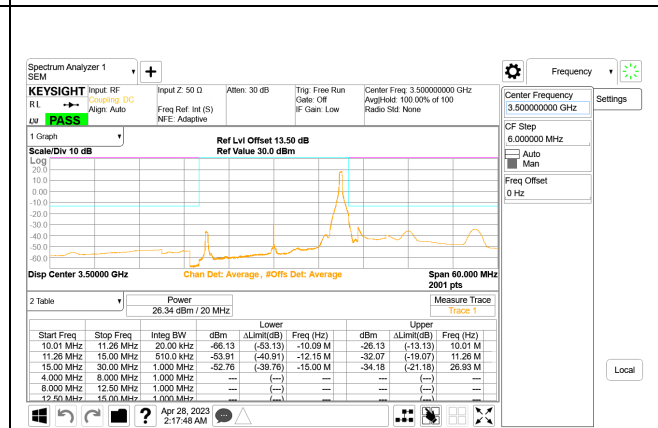 Spectrum Analyzer 1
SEM
Frequency
KEYSIGHT Input: RF Input Z: 50 Ω Atten: 30 dB Trig: Free Run Center Freq: 3.500000000 GHz
Coupling: DC Gate: Off Avg|Hold: 100.00% of 100
RL Align: Auto Freq Ref: Int (S) IF Gain: Low Radio Std: None
NFE: Adaptive
LXI PASS
Center Frequency
3.500000000 GHz
Settings
CF Step
6.000000 MHz
Auto
Man
Freq Offset
0 Hz
1 Graph
Ref Lvl Offset 13.50 dB
Scale/Div 10 dB Ref Value 30.0 dBm
Log
20.0
10.0
0.00
-10.0
-20.0
-30.0
-40.0
-50.0
-60.0
Disp Center 3.50000 GHz Chan Det: Average, #Offs Det: Average Span 60.000 MHz
2001 pts
2 Table Power Measure Trace
26.34 dBm / 20 MHz Trace 1
Lower Upper
Start Freq Stop Freq Integ BW dBm ΔLimit(dB) Freq (Hz) dBm ΔLimit(dB) Freq (Hz)
10.01 MHz 11.26 MHz 20.00 kHz -66.13 (-53.13) -10.09 M -26.13 (-13.13) 10.01 M
11.26 MHz 15.00 MHz 510.0 kHz -53.91 (-40.91) -12.15 M -32.07 (-19.07) 11.26 M
15.00 MHz 30.00 MHz 1.000 MHz -52.76 (-39.76) -15.00 M -34.18 (-21.18) 26.93 M
4.000 MHz 8.000 MHz 1.000 MHz --- (---) --- --- (---) ---
8.000 MHz 12.50 MHz 1.000 MHz --- (---) --- --- (---) ---
12.50 MHz 15.00 MHz 1.000 MHz --- (---) --- --- (---) ---
Local
Apr 28, 2023
2:17:48 AM